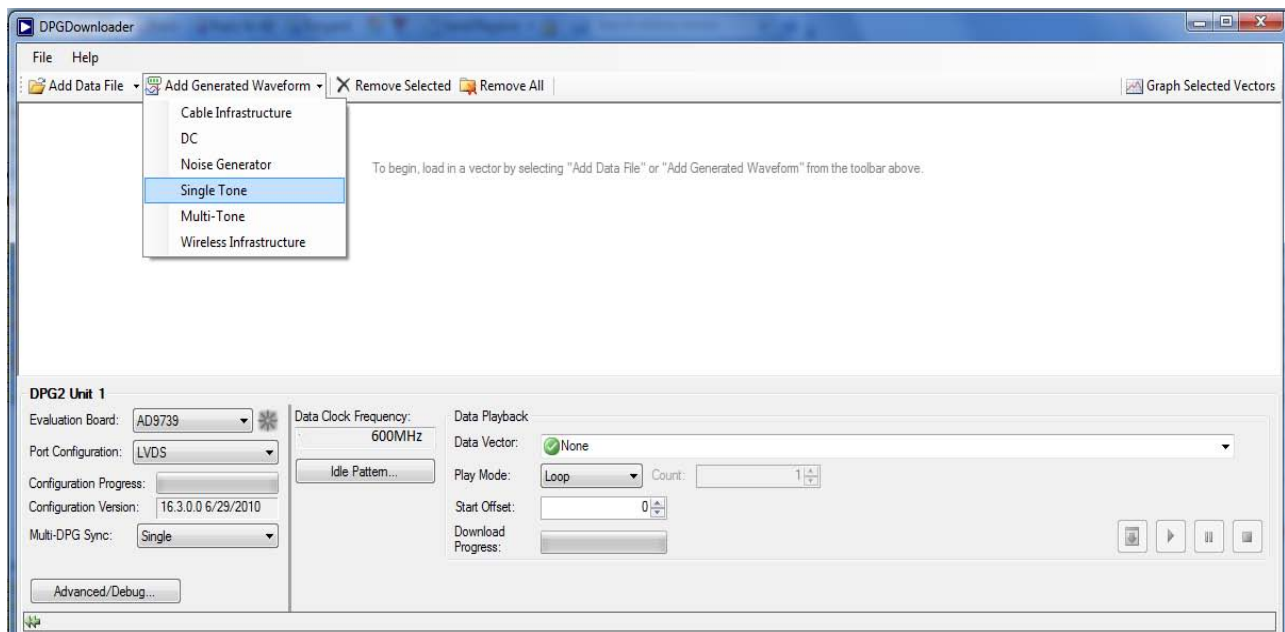 DPGDownloader
File Help
Add Data File Add Generated Waveform Remove Selected Remove All Graph Selected Vectors
Cable Infrastructure
DC
Noise Generator
Single Tone
Multi-Tone
Wireless Infrastructure
To begin, load in a vector by selecting "Add Data File" or "Add Generated Waveform" from the toolbar above.
DPG2 Unit 1
Evaluation Board: AD9739
Port Configuration: LVDS
Configuration Progress:
Configuration Version: 16.3.0.0 6/29/2010
Multi-DPG Sync: Single
Advanced/Debug...
Data Clock Frequency:
600MHz
Idle Pattern...
Data Playback
Data Vector: None
Play Mode: Loop Count: 1
Start Offset: 0
Download
Progress: